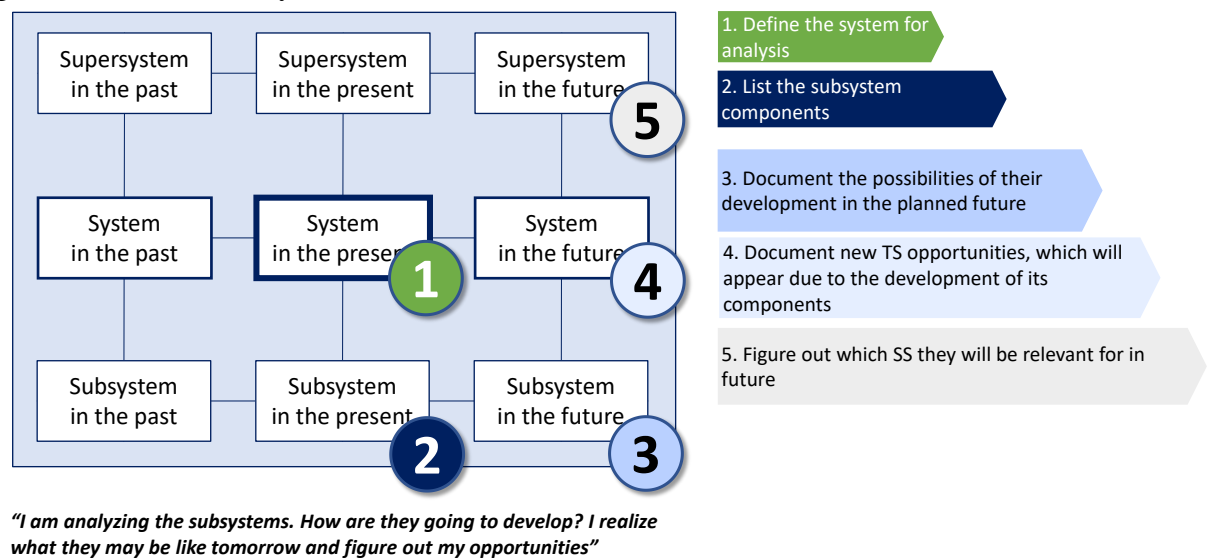 Supersystem
in the past
Supersystem
in the present
Supersystem
in the future
5
System
in the past
System
in the present
1
System
in the future
4
Subsystem
in the past
Subsystem
in the present
2
Subsystem
in the future
3
"I am analyzing the subsystems. How are they going to develop? I realize
what they may be like tomorrow and figure out my opportunities"
1. Define the system for
analysis
2. List the subsystem
components
3. Document the possibilities of their
development in the planned future
4. Document new TS opportunities, which will
appear due to the development of its
components
5. Figure out which SS they will be relevant for in
future